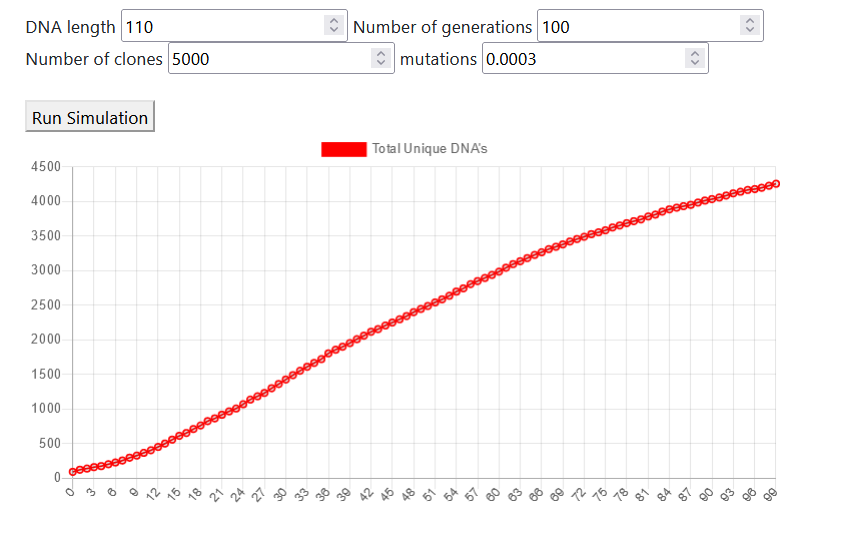 DNA length 110 Number of generations 100
Number of clones 5000 mutations 0.0003
Run Simulation
Total Unique DNA's
4500
4000
3500
3000
2500
2000
1500
1000
500
0
0 3 6 9 12 15 18 21 24 27 30 33 36 39 42 45 48 51 54 57 60 63 66 69 72 75 78 81 84 87 90 93 96 99